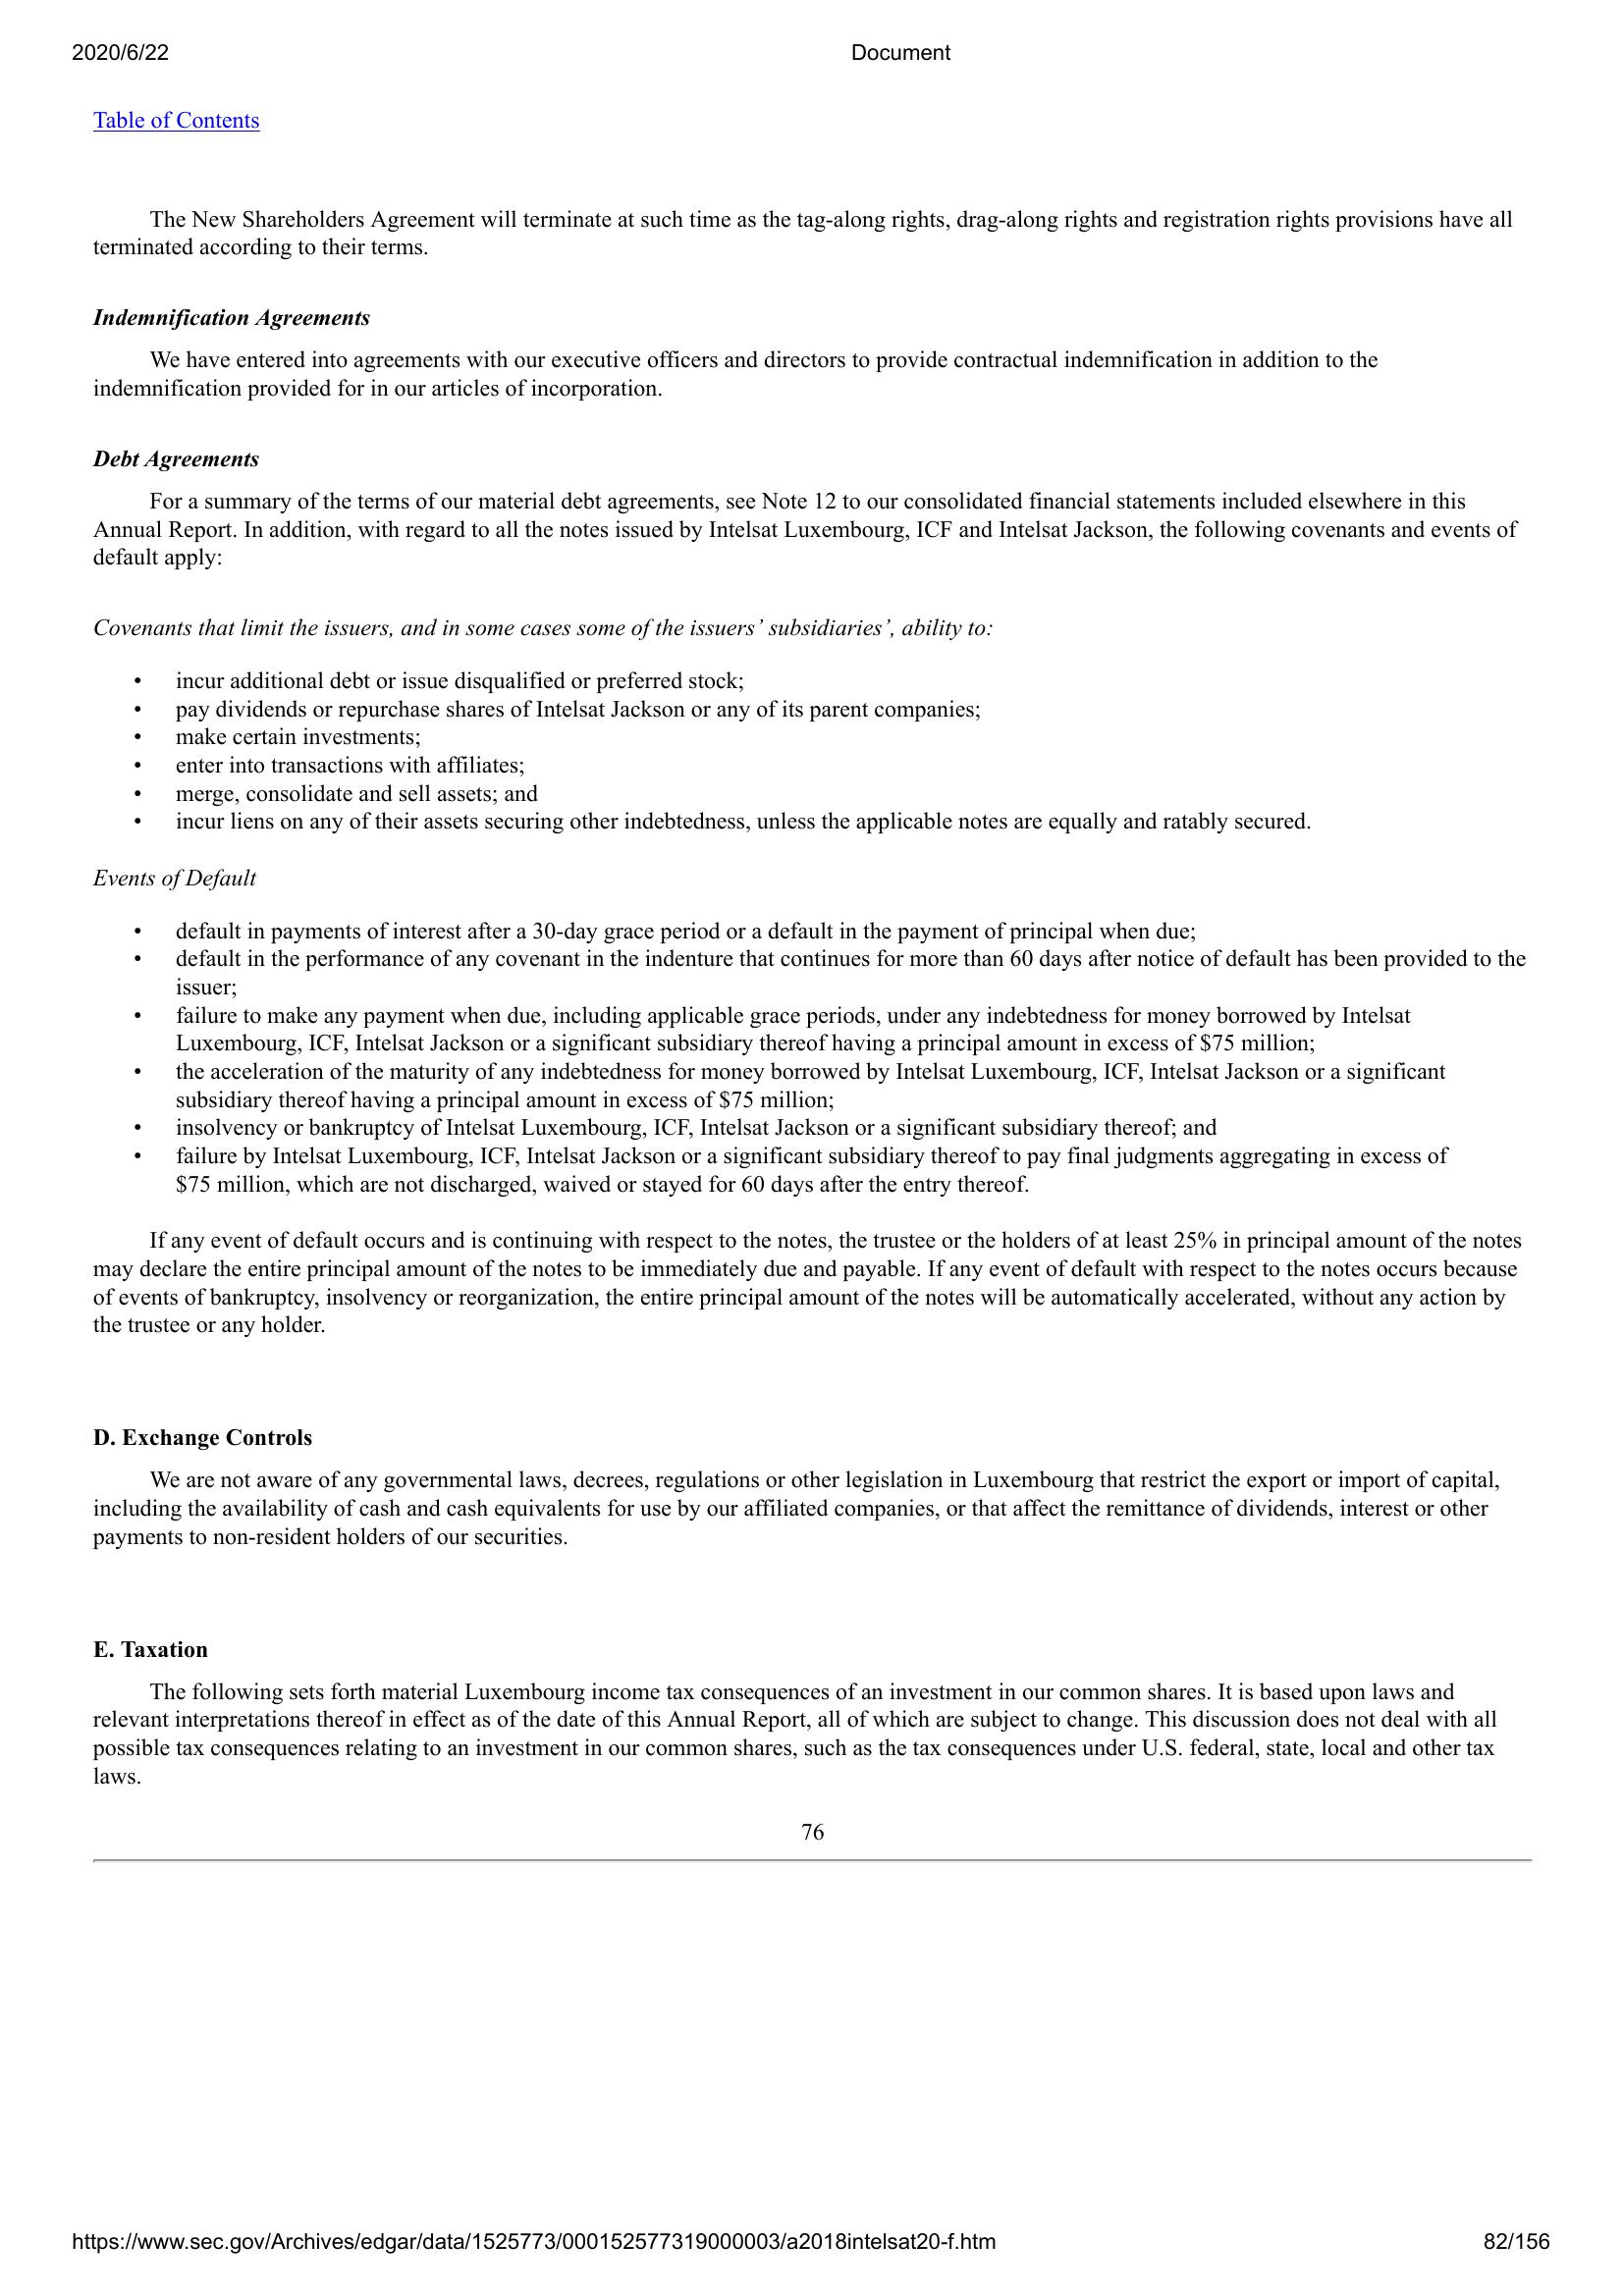 2020/6/22 Document
Table of Contents
The New Shareholders Agreement will terminate at such time as the tag-along rights, drag-along rights and registration rights provisions have all
terminated according to their terms.
Indemnification Agreements
We have entered into agreements with our executive officers and directors to provide contractual indemnification in addition to the
indemnification provided for in our articles of incorporation.
Debt Agreements
For a summary of the terms of our material debt agreements, see Note 12 to our consolidated financial statements included elsewhere in this
Annual Report. In addition, with regard to all the notes issued by Intelsat Luxembourg, ICF and Intelsat Jackson, the following covenants and events of
default apply:
Covenants that limit the issuers, and in some cases some of the issuers’ subsidiaries’, ability to:
• incur additional debt or issue disqualified or preferred stock;
• pay dividends or repurchase shares of Intelsat Jackson or any of its parent companies;
• make certain investments;
• enter into transactions with affiliates;
• merge, consolidate and sell assets; and
• incur liens on any of their assets securing other indebtedness, unless the applicable notes are equally and ratably secured.
Events of Default
• default in payments of interest after a 30-day grace period or a default in the payment of principal when due;
• default in the performance of any covenant in the indenture that continues for more than 60 days after notice of default has been provided to the
issuer;
• failure to make any payment when due, including applicable grace periods, under any indebtedness for money borrowed by Intelsat
Luxembourg, ICF, Intelsat Jackson or a significant subsidiary thereof having a principal amount in excess of $75 million;
• the acceleration of the maturity of any indebtedness for money borrowed by Intelsat Luxembourg, ICF, Intelsat Jackson or a significant
subsidiary thereof having a principal amount in excess of $75 million;
• insolvency or bankruptcy of Intelsat Luxembourg, ICF, Intelsat Jackson or a significant subsidiary thereof; and
• failure by Intelsat Luxembourg, ICF, Intelsat Jackson or a significant subsidiary thereof to pay final judgments aggregating in excess of
$75 million, which are not discharged, waived or stayed for 60 days after the entry thereof.
If any event of default occurs and is continuing with respect to the notes, the trustee or the holders of at least 25% in principal amount of the notes
may declare the entire principal amount of the notes to be immediately due and payable. If any event of default with respect to the notes occurs because
of events of bankruptcy, insolvency or reorganization, the entire principal amount of the notes will be automatically accelerated, without any action by
the trustee or any holder.
D. Exchange Controls
We are not aware of any governmental laws, decrees, regulations or other legislation in Luxembourg that restrict the export or import of capital,
including the availability of cash and cash equivalents for use by our affiliated companies, or that affect the remittance of dividends, interest or other
payments to non-resident holders of our securities.
E. Taxation
The following sets forth material Luxembourg income tax consequences of an investment in our common shares. It is based upon laws and
relevant interpretations thereof in effect as of the date of this Annual Report, all of which are subject to change. This discussion does not deal with all
possible tax consequences relating to an investment in our common shares, such as the tax consequences under U.S. federal, state, local and other tax
laws.
76
https://www.sec.gov/Archives/edgar/data/1525773/000152577319000003/a2018intelsat20-f.htm 82/156